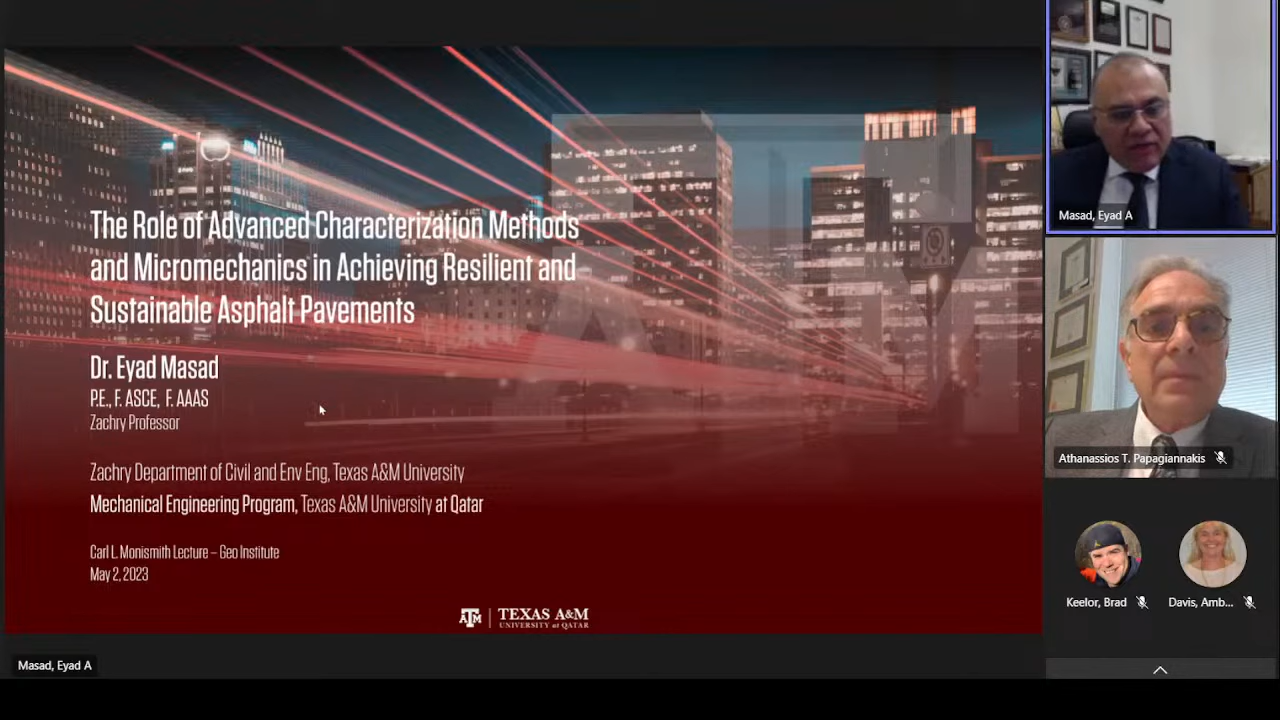 The Role of Advanced Characterization Methods
and Micromechanics in Achieving Resilient and
Sustainable Asphalt Pavements
Dr. Eyad Masad
P.E., F. ASCE, F. AAAS
Zachry Professor
Zachry Department of Civil and Env Eng, Texas A&M University
Mechanical Engineering Program, Texas A&M University at Qatar
Carl L. Monismith Lecture – Geo Institute
May 2, 2023
ATM
TEXAS A&M
UNIVERSITY at QATAR
Masad, Eyad A
Masad, Eyad A
Athanassios T. Papagiannakis
Keelor, Brad
Davis, Amb...